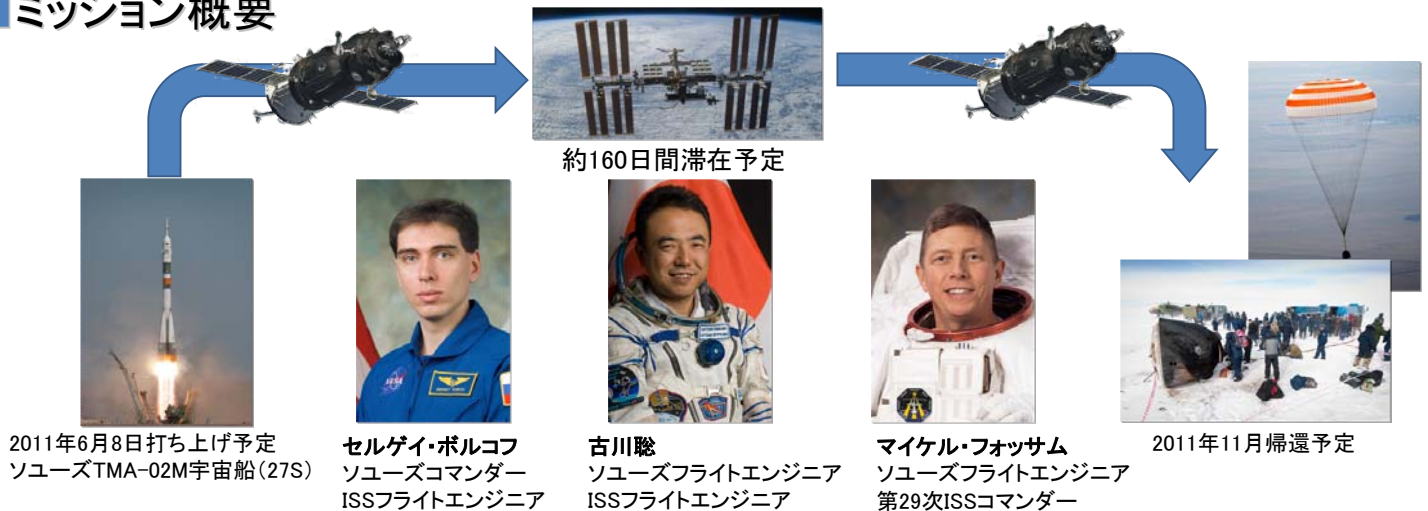 ミッション概要
約160日間滞在予定
2011年6月8日打ち上げ予定
ソユーズTMA-02M宇宙船(27S)
セルゲイ・ボルコフ
ソユーズコマンダー
ISSフライトエンジニア
古川聡
ソユーズフライトエンジニア
ISSフライトエンジニア
マイケル・フォッサム
ソユーズフライトエンジニア
第29次ISSコマンダー
2011年11月帰還予定
NASA